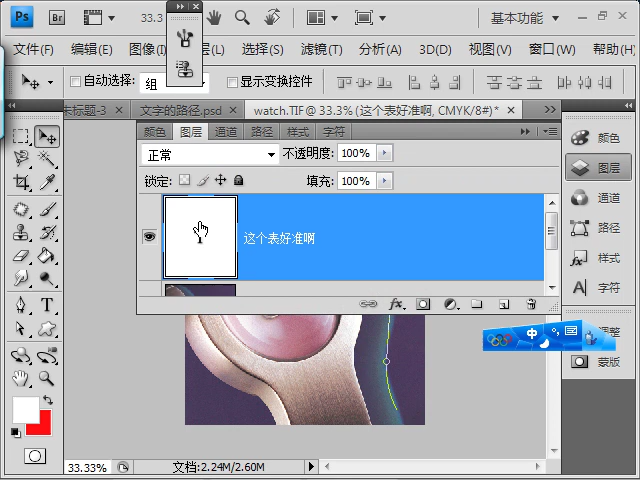 Ps Br 33.3 基本功能
文件(F) 编辑(E) 图像(I) 层(L) 选择(S) 滤镜(T) 分析(A) 3D(D) 视图(V) 窗口(W) 帮助(H)
自动选择: 组 显示变换控件
未标题-3 文字的路径.psd watch.TIF@ 33.3% (这个表好准啊, CMYK/8#)*
颜色 图层 通道 路径 样式 字符
正常 不透明度: 100%
锁定: 填充: 100%
这个表好准啊
颜色
图层
通道
路径
样式
字符
调整
蒙版
中
33.33% 文档:2.24M/2.60M